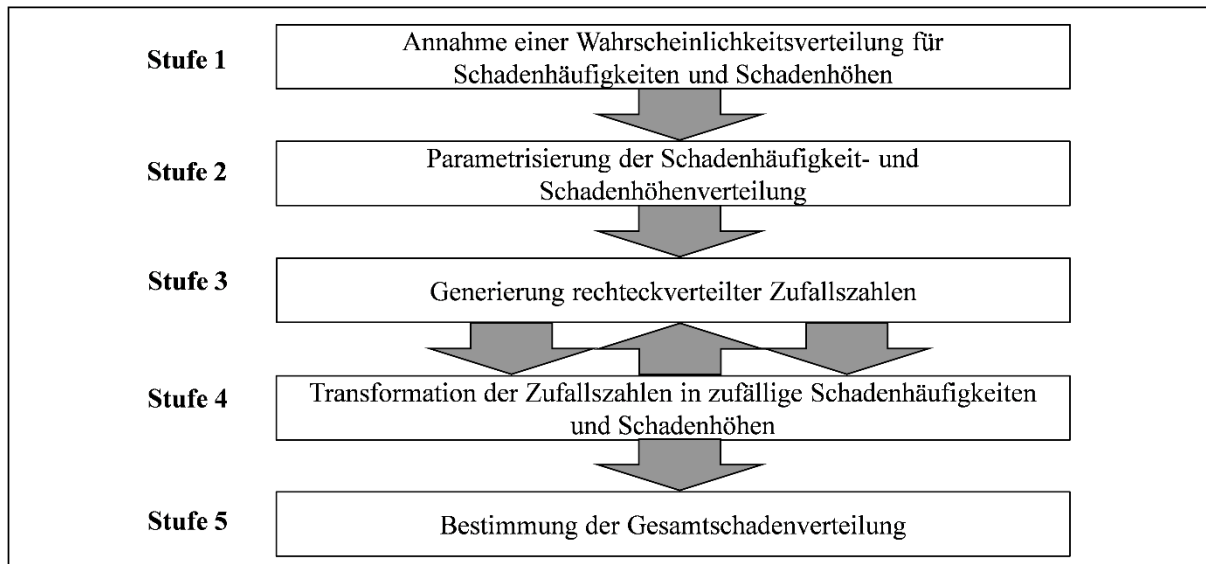 Stufe 1
Annahme einer Wahrscheinlichkeitsverteilung für
Schadenhäufigkeiten und Schadenhöhen
Stufe 2
Parametrisierung der Schadenhäufigkeit- und
Schadenhöhenverteilung
Stufe 3
Generierung rechteckverteilter Zufallszahlen
Stufe 4
Transformation der Zufallszahlen in zufällige Schadenhäufigkeiten
und Schadenhöhen
Stufe 5
Bestimmung der Gesamtschadenverteilung